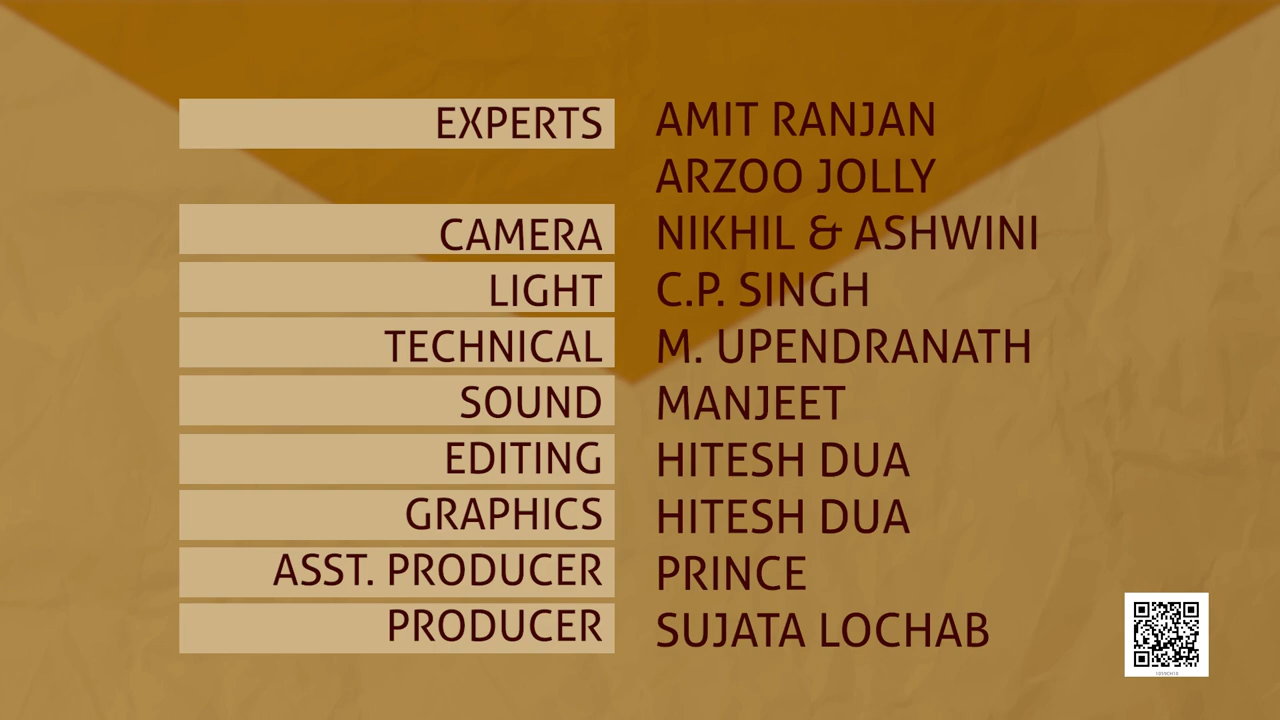 EXPERTS AMIT RANJAN
ARZOO JOLLY
CAMERA NIKHIL & ASHWINI
LIGHT C.P. SINGH
TECHNICAL M. UPENDRANATH
SOUND MANJEET
EDITING HITESH DUA
GRAPHICS HITESH DUA
ASST. PRODUCER PRINCE
PRODUCER SUJATA LOCHAB